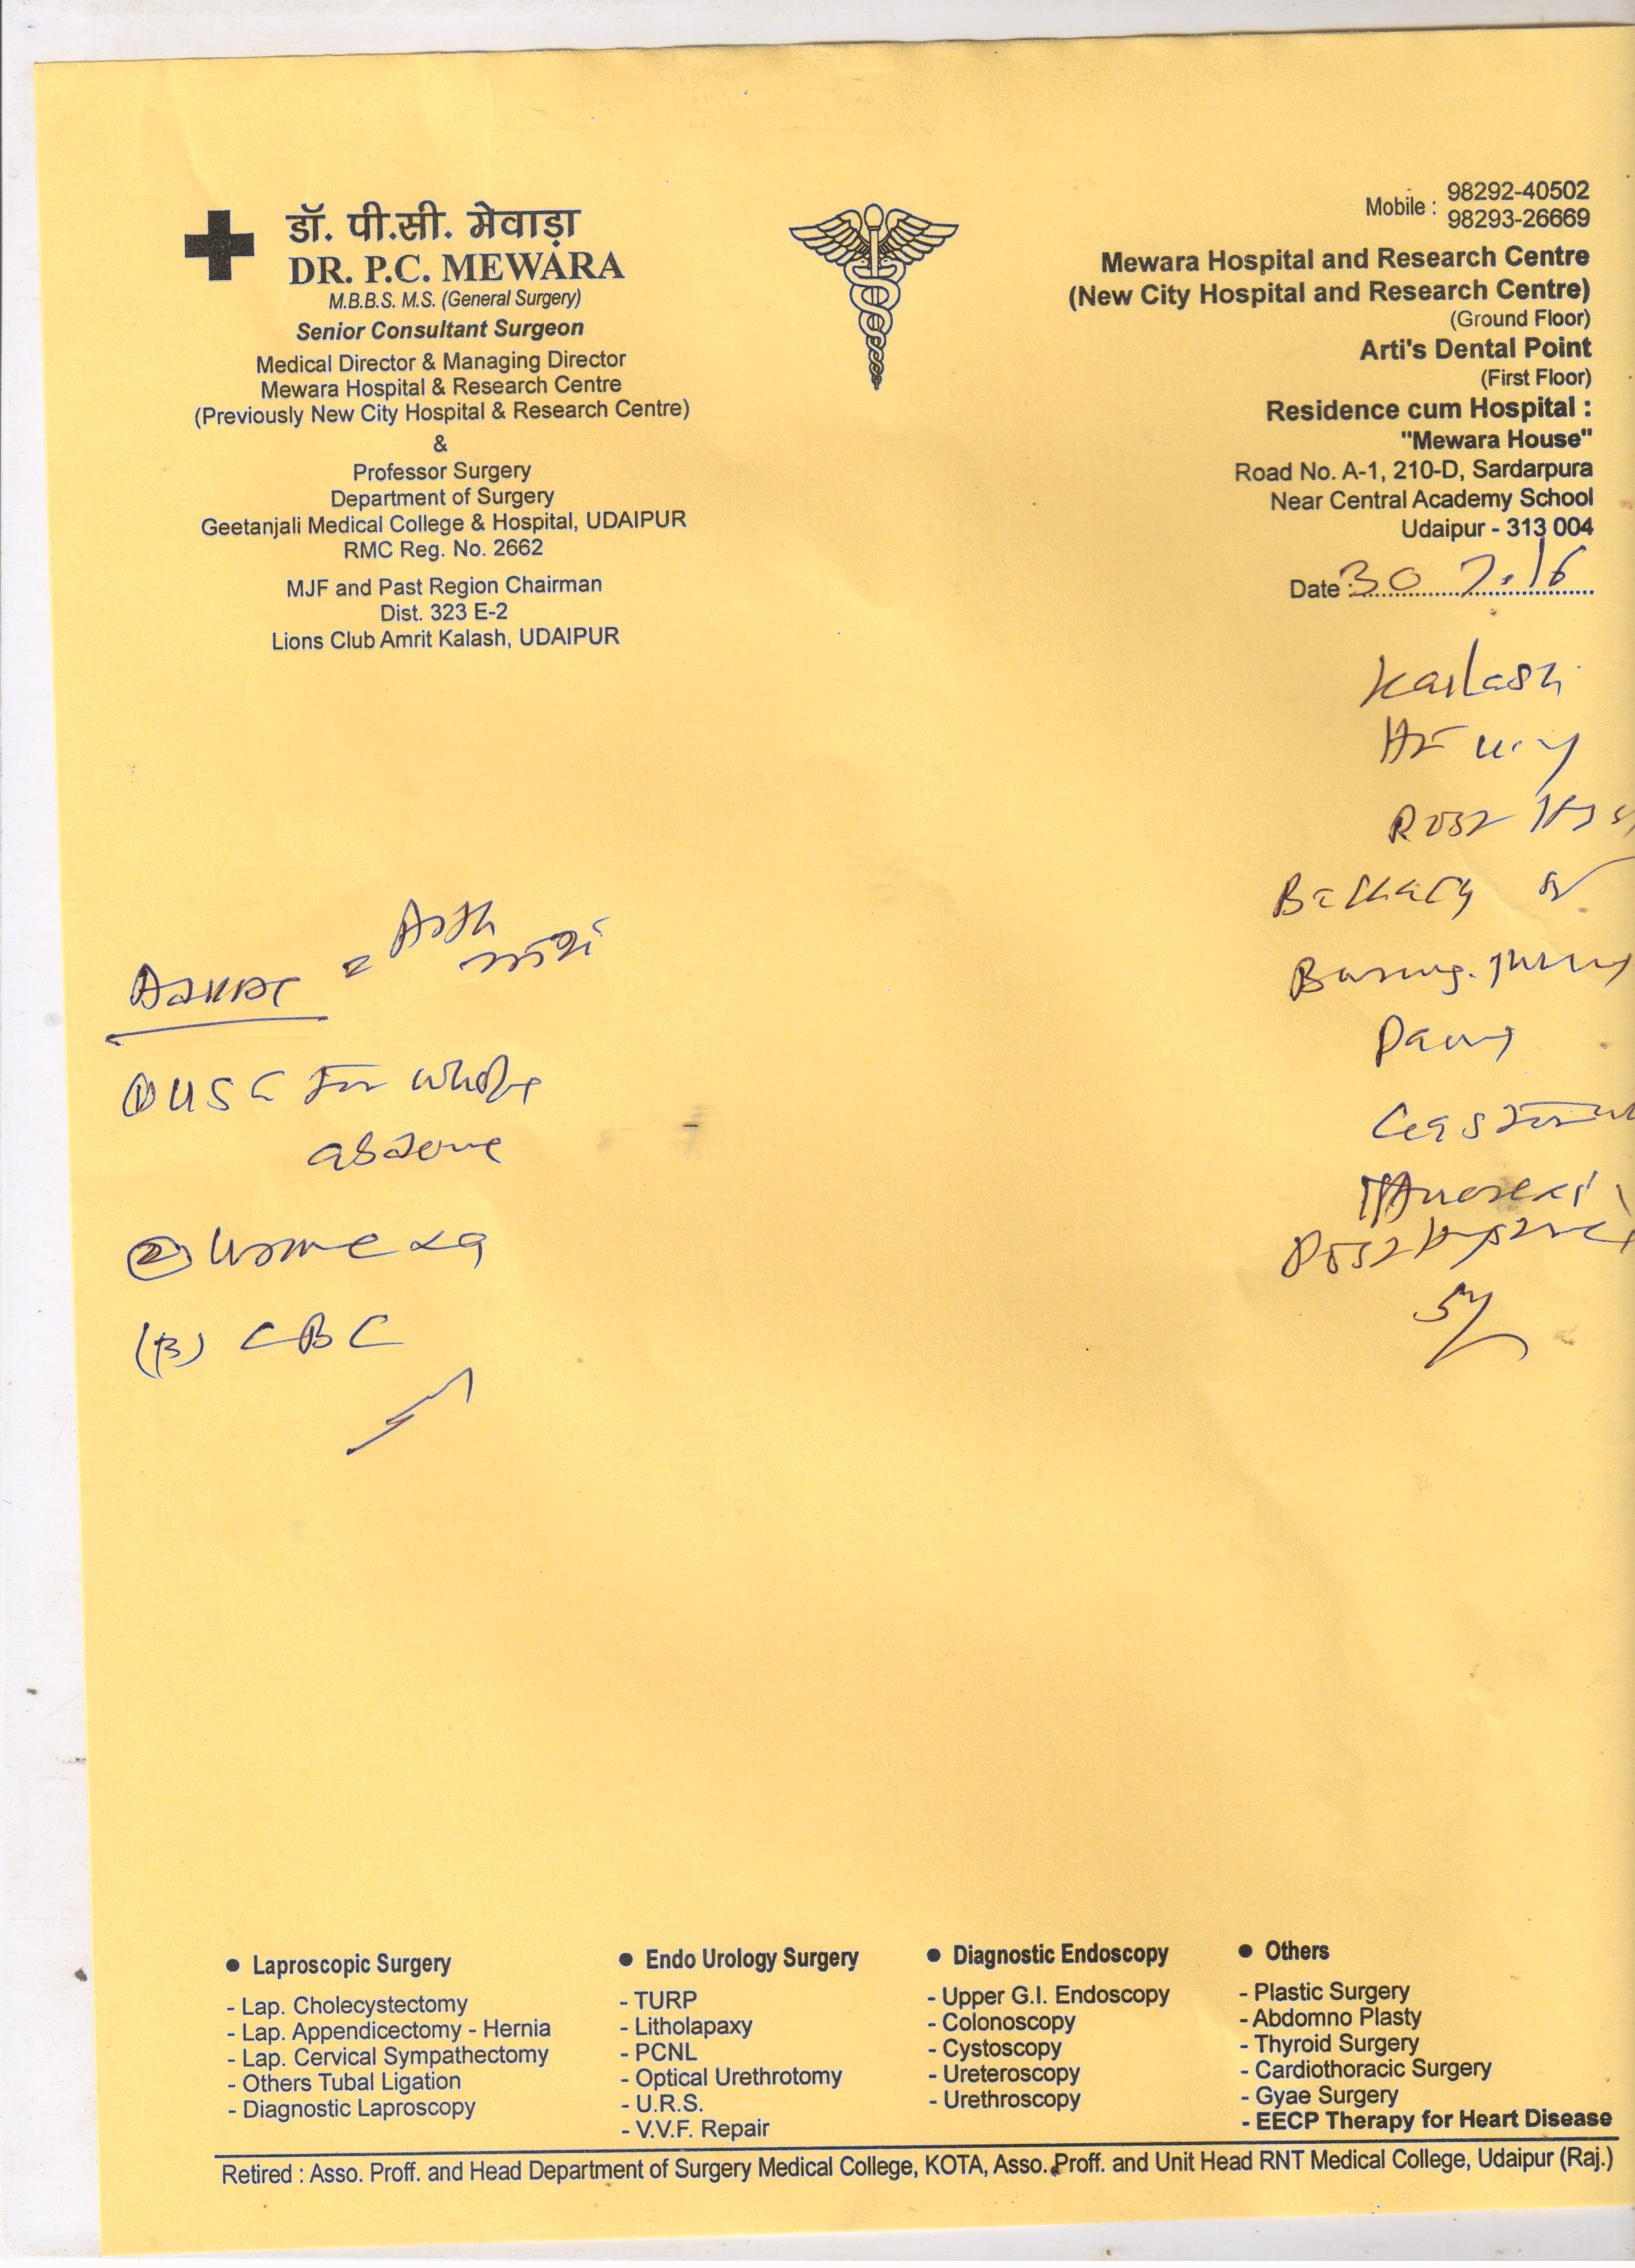 डॉ. पी.सी. मेवाड़ा
DR. P.C. MEWARA
M.B.B.S. M.S. (General Surgery)
Senior Consultant Surgeon
Medical Director & Managing Director
Mewara Hospital & Research Centre
(Previously New City Hospital & Research Centre)
&
Professor Surgery
Department of Surgery
Geetanjali Medical College & Hospital, UDAIPUR
RMC Reg. No. 2662
MJF and Past Region Chairman
Dist. 323 E-2
Lions Club Amrit Kalash, UDAIPUR
Mobile : 98292-40502
98293-26669
Mewara Hospital and Research Centre
(New City Hospital and Research Centre)
(Ground Floor)
Arti's Dental Point
(First Floor)
Residence cum Hospital :
"Mewara House"
Road No. A-1, 210-D, Sardarpura
Near Central Academy School
Udaipur - 313 004
Date : 30 7.16
Kailash
① USG For whole
②
(3) CBC
● Laproscopic Surgery
- Lap. Cholecystectomy
- Lap. Appendicectomy - Hernia
- Lap. Cervical Sympathectomy
- Others Tubal Ligation
- Diagnostic Laproscopy
● Endo Urology Surgery
- TURP
- Litholapaxy
- PCNL
- Optical Urethrotomy
- U.R.S.
- V.V.F. Repair
● Diagnostic Endoscopy
- Upper G.I. Endoscopy
- Colonoscopy
- Cystoscopy
- Ureteroscopy
- Urethroscopy
● Others
- Plastic Surgery
- Abdomno Plasty
- Thyroid Surgery
- Cardiothoracic Surgery
- Gyae Surgery
- EECP Therapy for Heart Disease
Retired : Asso. Proff. and Head Department of Surgery Medical College, KOTA, Asso. Proff. and Unit Head RNT Medical College, Udaipur (Raj.)